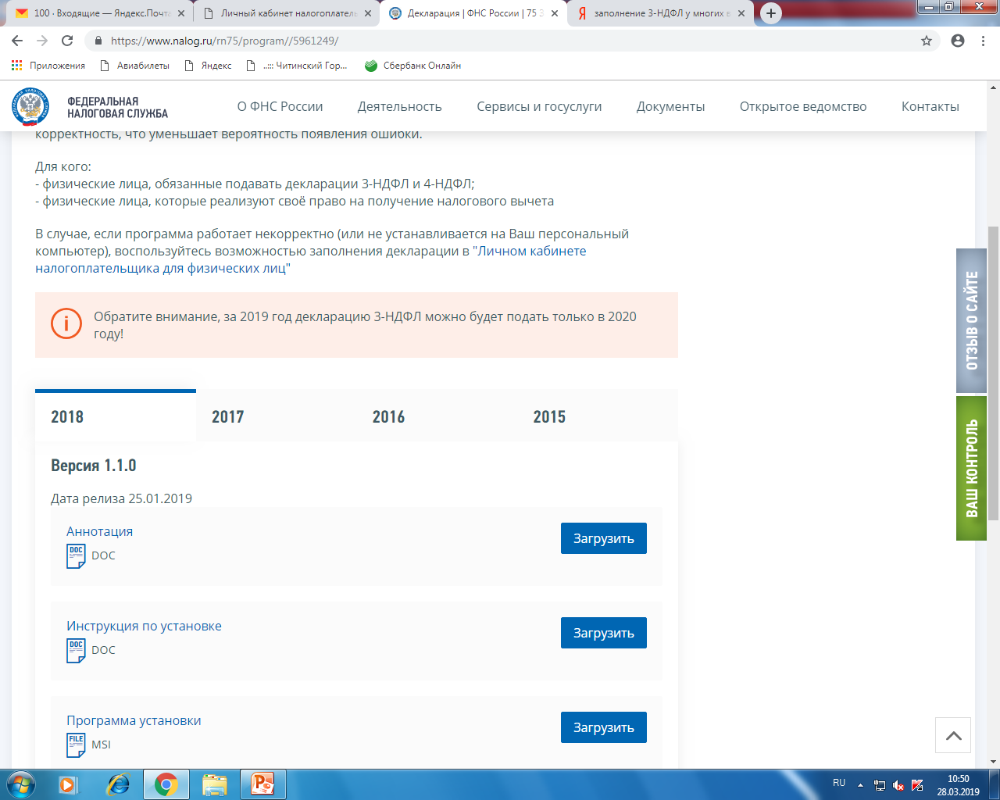 100 · Входящие — Яндекс.Почта
Личный кабинет налогоплатель
Декларация | ФНС России | 75 З
заполнение 3-НДФЛ у многих в
https://www.nalog.ru/rn75/program//5961249/
Приложения
Авиабилеты
Яндекс
..::: Читинский Гор...
Сбербанк Онлайн
ФЕДЕРАЛЬНАЯ
НАЛОГОВАЯ СЛУЖБА
О ФНС России
Деятельность
Сервисы и госуслуги
Документы
Открытое ведомство
Контакты
корректность, что уменьшает вероятность появления ошибки.
Для кого:
- физические лица, обязанные подавать декларации 3-НДФЛ и 4-НДФЛ;
- физические лица, которые реализуют своё право на получение налогового вычета
В случае, если программа работает некорректно (или не устанавливается на Ваш персональный
компьютер), воспользуйтесь возможностью заполнения декларации в "Личном кабинете
налогоплательщика для физических лиц"
Обратите внимание, за 2019 год декларацию 3-НДФЛ можно будет подать только в 2020
году!
2018
2017
2016
2015
Версия 1.1.0
Дата релиза 25.01.2019
Аннотация
DOC
DOC
Загрузить
Инструкция по установке
DOC
DOC
Загрузить
Программа установки
FILE
MSI
Загрузить
ОТЗЫВ О САЙТЕ
ВАШ КОНТРОЛЬ
RU
10:50
28.03.2019